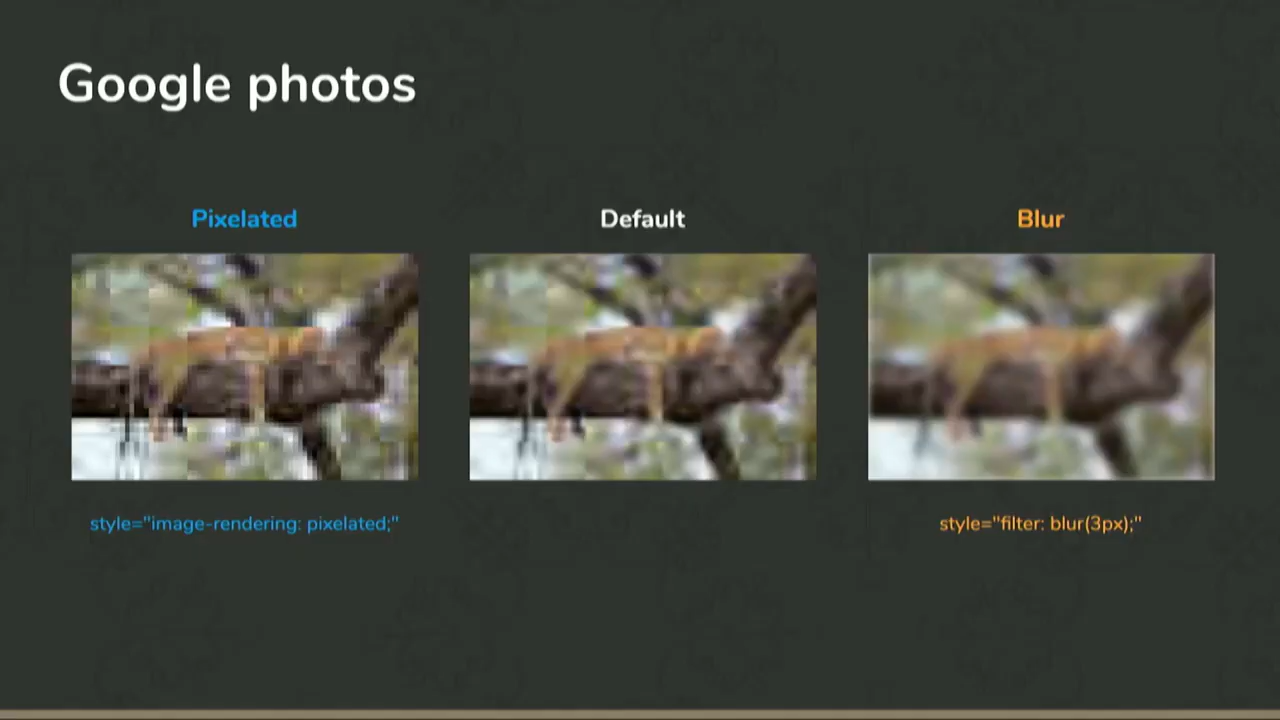 Google photos
Pixelated
Default
Blur
style="image-rendering: pixelated;"
style="filter: blur(3px);"